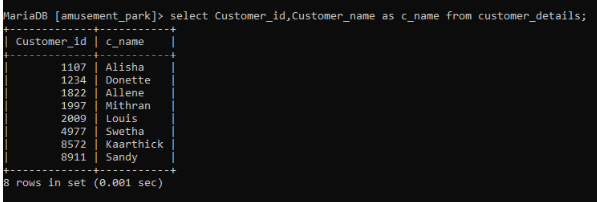 MariaDB [amusement_park]> select Customer_id,Customer_name as c_name from customer_details;
+-------------+-----------+
| Customer_id | c_name    |
+-------------+-----------+
|        1107 | Alisha    |
|        1234 | Donette   |
|        1822 | Allene    |
|        1997 | Mithran   |
|        2009 | Louis     |
|        4977 | Swetha    |
|        8572 | Kaarthick |
|        8911 | Sandy     |
+-------------+-----------+
8 rows in set (0.001 sec)